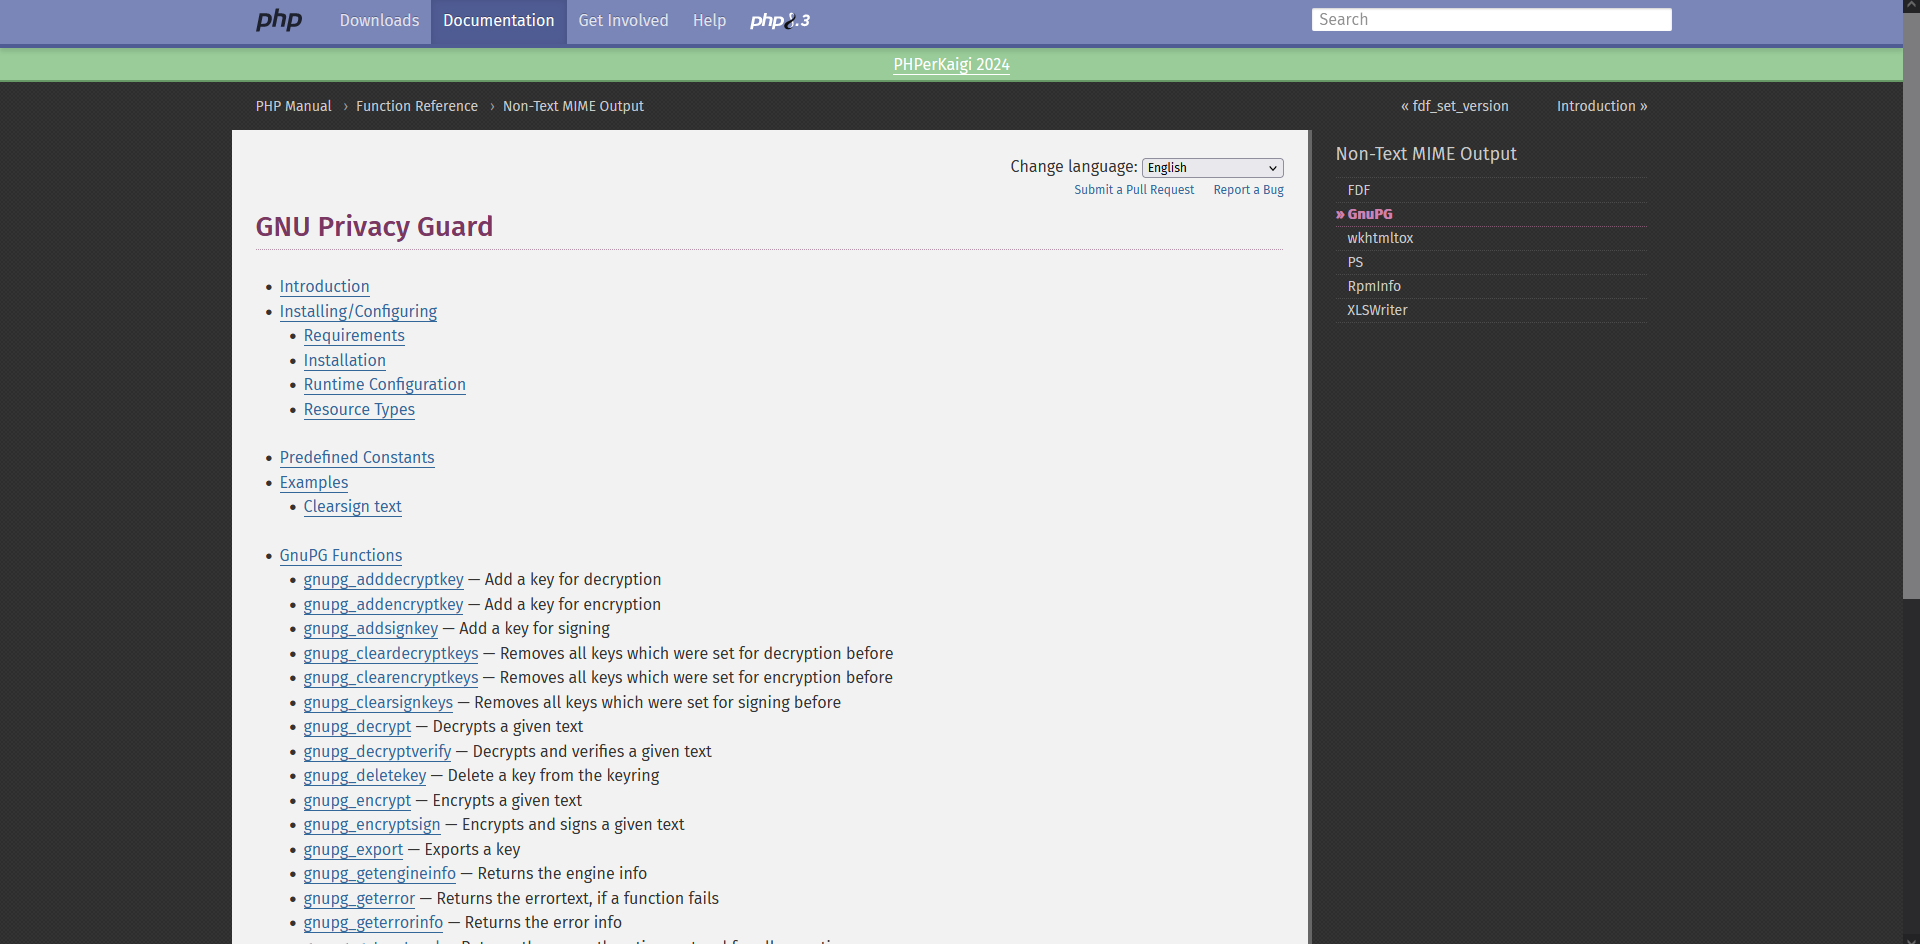 php
Downloads
Documentation
Get Involved
Help
php8.3
Search
PHPerKaigi 2024
PHP Manual › Function Reference › Non-Text MIME Output
« fdf_set_version
Introduction »
Change language: English
Submit a Pull Request
Report a Bug
GNU Privacy Guard
• Introduction
• Installing/Configuring
• Requirements
• Installation
• Runtime Configuration
• Resource Types
• Predefined Constants
• Examples
• Clearsign text
• GnuPG Functions
• gnupg_adddecryptkey — Add a key for decryption
• gnupg_addencryptkey — Add a key for encryption
• gnupg_addsignkey — Add a key for signing
• gnupg_cleardecryptkeys — Removes all keys which were set for decryption before
• gnupg_clearencryptkeys — Removes all keys which were set for encryption before
• gnupg_clearsignkeys — Removes all keys which were set for signing before
• gnupg_decrypt — Decrypts a given text
• gnupg_decryptverify — Decrypts and verifies a given text
• gnupg_deletekey — Delete a key from the keyring
• gnupg_encrypt — Encrypts a given text
• gnupg_encryptsign — Encrypts and signs a given text
• gnupg_export — Exports a key
• gnupg_getengineinfo — Returns the engine info
• gnupg_geterror — Returns the errortext, if a function fails
• gnupg_geterrorinfo — Returns the error info
Non-Text MIME Output
FDF
» GnuPG
wkhtmltox
PS
RpmInfo
XLSWriter